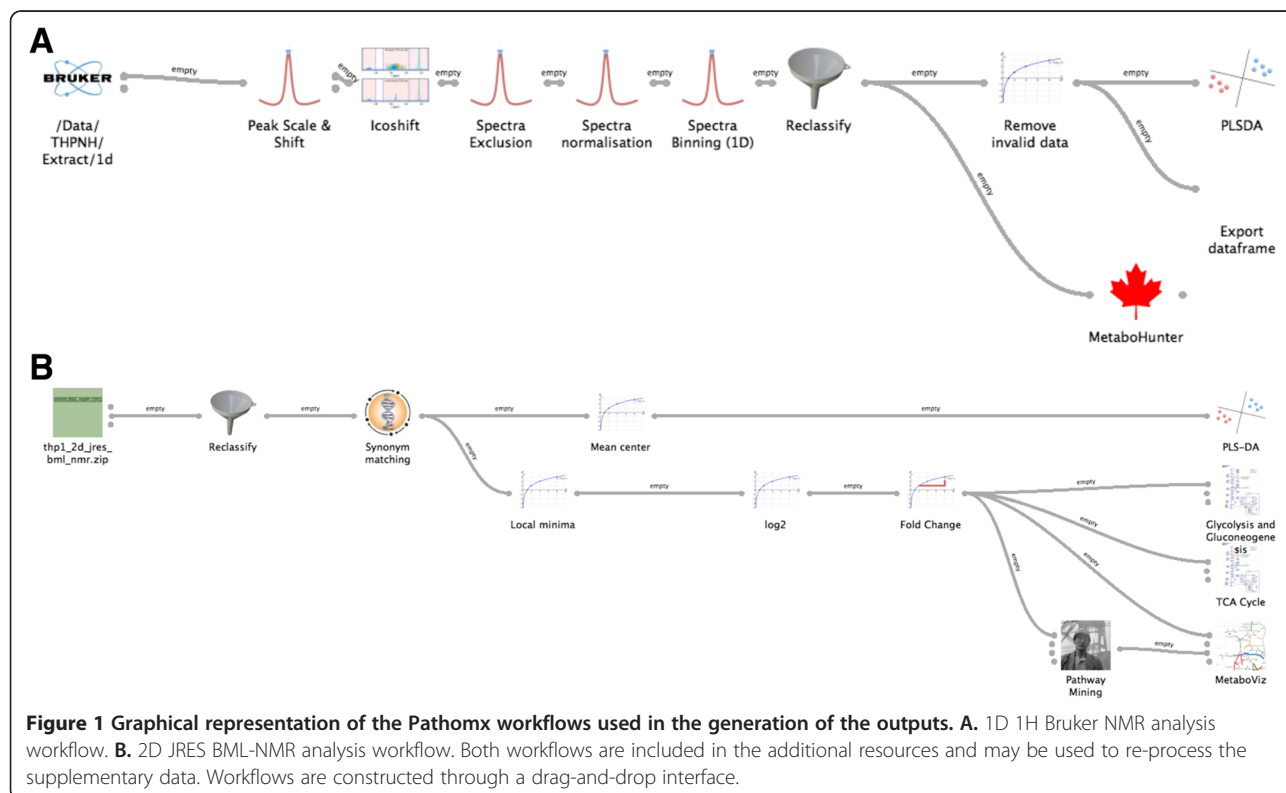 A
BRUKER
empty
empty
empty
empty
empty
empty
empty
empty
/Data/
THPNH/
Extract/1d
Peak Scale &
Shift
Icoshift
Spectra
Exclusion
Spectra
normalisation
Spectra
Binning (1D)
Reclassify
Remove
invalid data
PLSDA
empty
empty
Export
dataframe
MetaboHunter
B
WWW.BML-NMR.ORG
empty
empty
empty
empty
thp1_2d_jres_
bml_nmr.zip
Reclassify
Synonym
matching
Mean center
PLS-DA
empty
empty
empty
empty
Local minima
log2
Fold Change
Glycolysis and
Gluconeogene
sis
empty
empty
empty
TCA Cycle
empty
Pathway
Mining
MetaboViz
Figure 1 Graphical representation of the Pathomx workflows used in the generation of the outputs. A. 1D 1H Bruker NMR analysis
workflow. B. 2D JRES BML-NMR analysis workflow. Both workflows are included in the additional resources and may be used to re-process the
supplementary data. Workflows are constructed through a drag-and-drop interface.